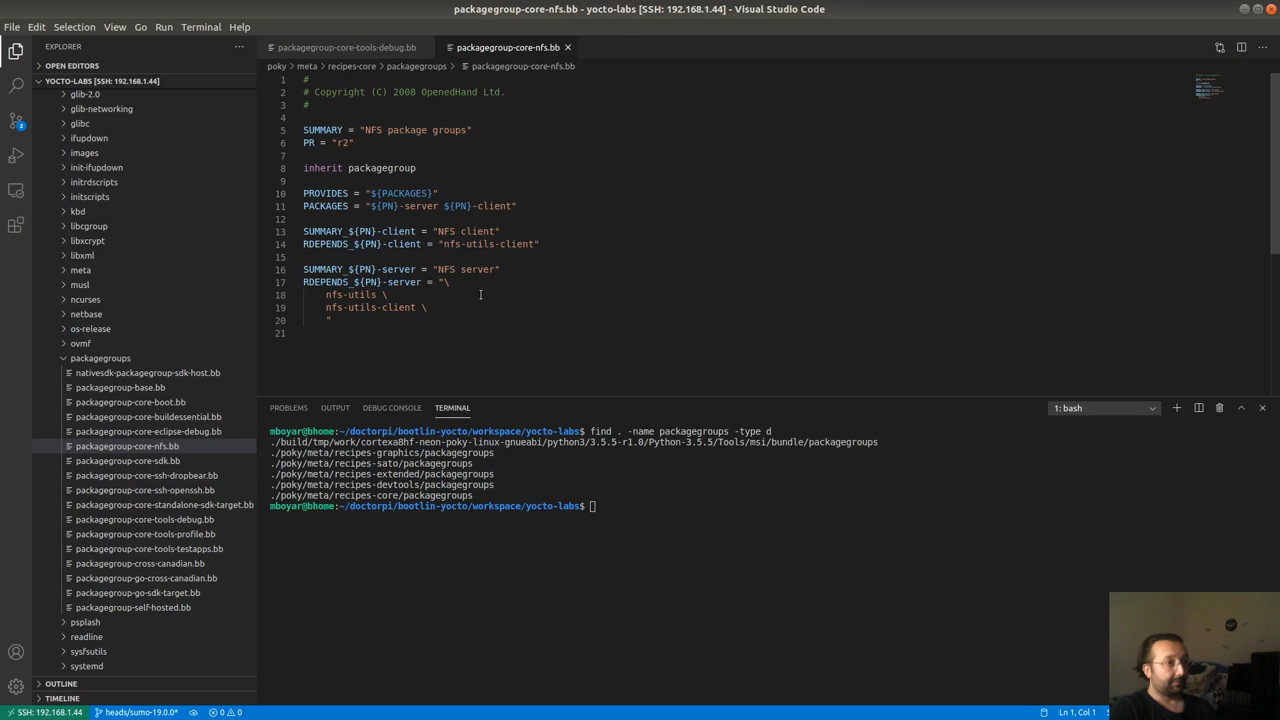 packagegroup-core-nfs.bb - yocto-labs [SSH: 192.168.1.44] - Visual Studio Code
File Edit Selection View Go Run Terminal Help
EXPLORER
OPEN EDITORS
YOCTO-LABS [SSH: 192.168.1.44]
glib-2.0
glib-networking
glibc
ifupdown
images
init-ifupdown
initrdscripts
initscripts
kbd
libcgroup
libxcrypt
libxml
meta
musl
ncurses
netbase
os-release
ovmf
packagegroups
nativesdk-packagegroup-sdk-host.bb
packagegroup-base.bb
packagegroup-core-boot.bb
packagegroup-core-buildessential.bb
packagegroup-core-eclipse-debug.bb
packagegroup-core-nfs.bb
packagegroup-core-sdk.bb
packagegroup-core-ssh-dropbear.bb
packagegroup-core-ssh-openssh.bb
packagegroup-core-standalone-sdk-target.bb
packagegroup-core-tools-debug.bb
packagegroup-core-tools-profile.bb
packagegroup-core-tools-testapps.bb
packagegroup-cross-canadian.bb
packagegroup-go-cross-canadian.bb
packagegroup-go-sdk-target.bb
packagegroup-self-hosted.bb
psplash
readline
sysfsutils
systemd
OUTLINE
TIMELINE
packagegroup-core-tools-debug.bb packagegroup-core-nfs.bb
poky > meta > recipes-core > packagegroups > packagegroup-core-nfs.bb
1 #
2 # Copyright (C) 2008 OpenedHand Ltd.
3 #
4
5 SUMMARY = "NFS package groups"
6 PR = "r2"
7
8 inherit packagegroup
9
10 PROVIDES = "${PACKAGES}"
11 PACKAGES = "${PN}-server ${PN}-client"
12
13 SUMMARY_${PN}-client = "NFS client"
14 RDEPENDS_${PN}-client = "nfs-utils-client"
15
16 SUMMARY_${PN}-server = "NFS server"
17 RDEPENDS_${PN}-server = "\
18 nfs-utils \
19 nfs-utils-client \
20 "
21
PROBLEMS OUTPUT DEBUG CONSOLE TERMINAL
1: bash
mboyar@bhome:~/doctorpi/bootlin-yocto/workspace/yocto-labs$ find . -name packagegroups -type d
./build/tmp/work/cortexa8hf-neon-poky-linux-gnueabi/python3/3.5.5-r1.0/Python-3.5.5/Tools/msi/bundle/packagegroups
./poky/meta/recipes-graphics/packagegroups
./poky/meta/recipes-sato/packagegroups
./poky/meta/recipes-extended/packagegroups
./poky/meta/recipes-devtools/packagegroups
./poky/meta/recipes-core/packagegroups
mboyar@bhome:~/doctorpi/bootlin-yocto/workspace/yocto-labs$
SSH: 192.168.1.44 heads/sumo-19.0.0* 0 0 Ln 1, Col 1
2